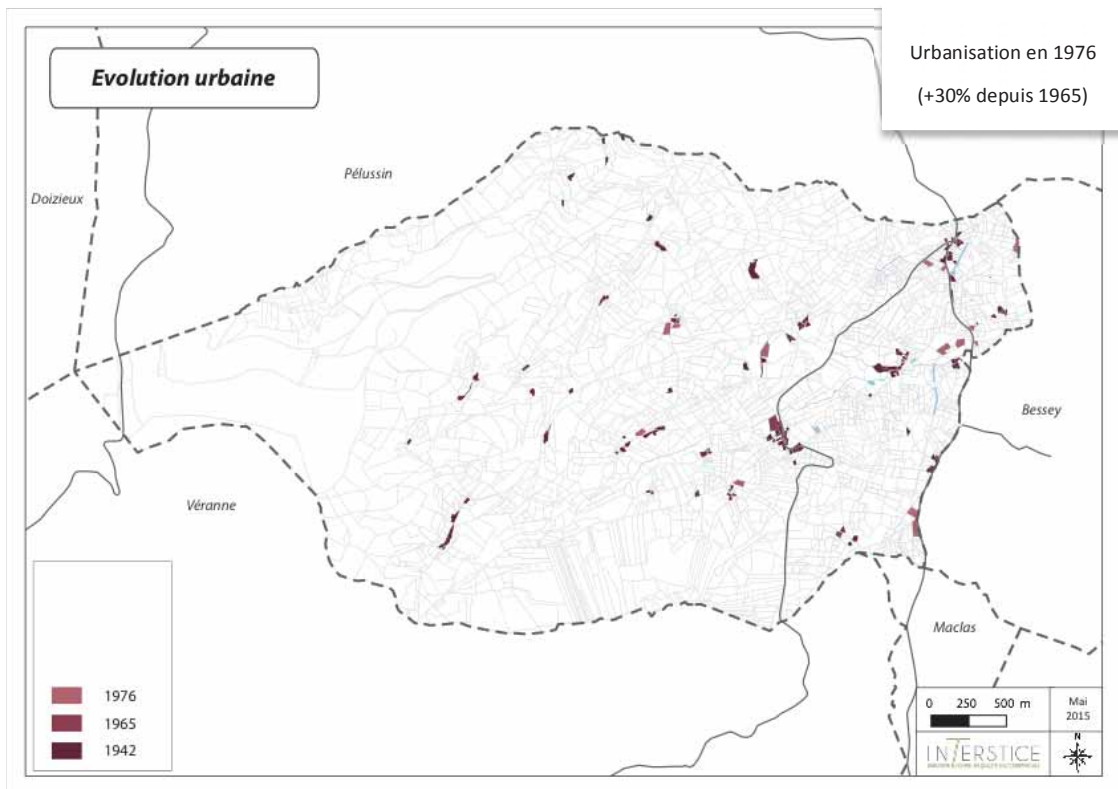 Evolution urbaine
Urbanisation en 1976
(+30% depuis 1965)
Pélussin
Doizieux
Bessey
Véranne
Maclas
1976
1965
1942
0 250 500 m
Mai
2015
N
INTERSTICE